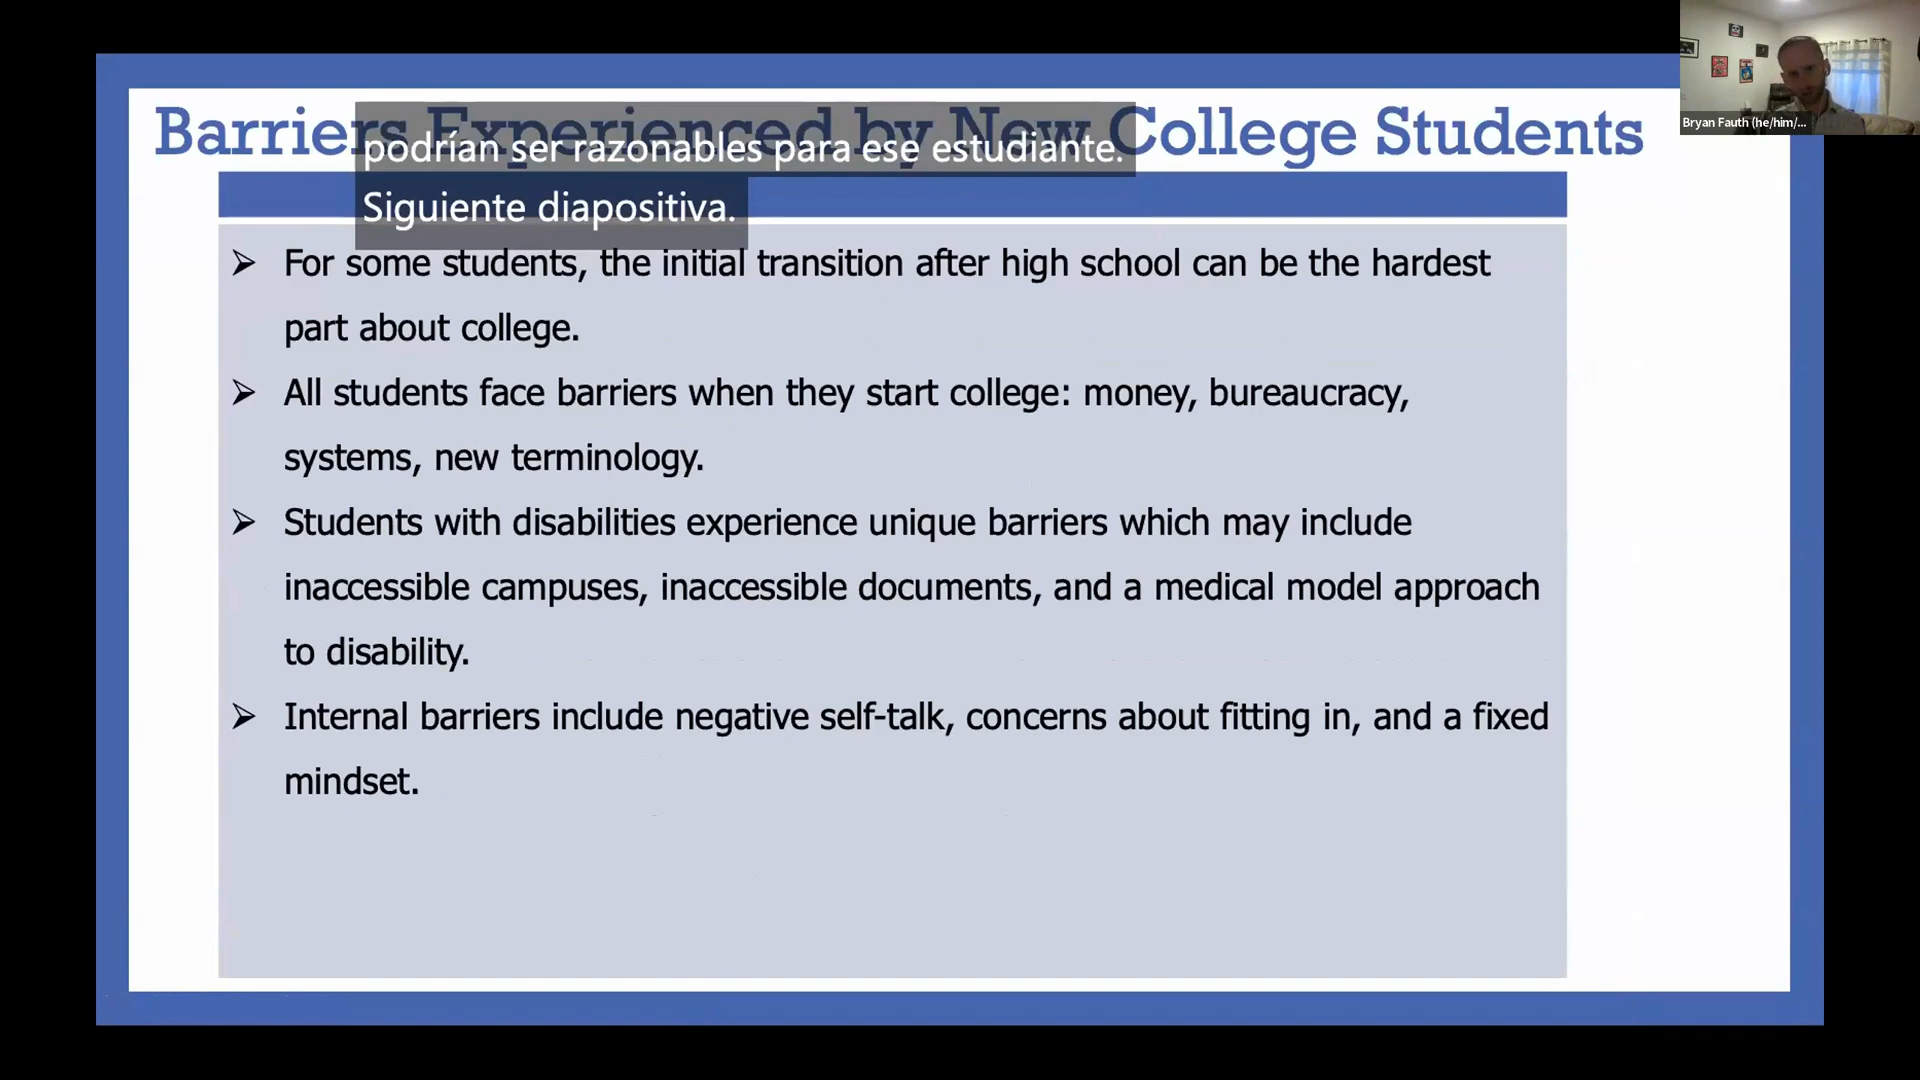 Barriers Experienced by New College Students
podrían ser razonables para ese estudiante.
Siguiente diapositiva.
Bryan Fauth (he/him/...
➢ For some students, the initial transition after high school can be the hardest
part about college.
➢ All students face barriers when they start college: money, bureaucracy,
systems, new terminology.
➢ Students with disabilities experience unique barriers which may include
inaccessible campuses, inaccessible documents, and a medical model approach
to disability.
➢ Internal barriers include negative self-talk, concerns about fitting in, and a fixed
mindset.